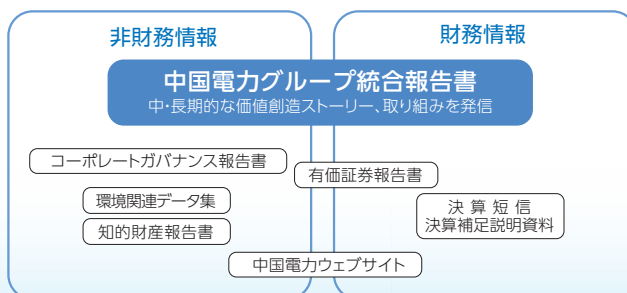 非財務情報
財務情報
中国電力グループ統合報告書
中・長期的な価値創造ストーリー、取り組みを発信
コーポレートガバナンス報告書
有価証券報告書
環境関連データ集
知的財産報告書
決算短信
決算補足説明資料
中国電力ウェブサイト